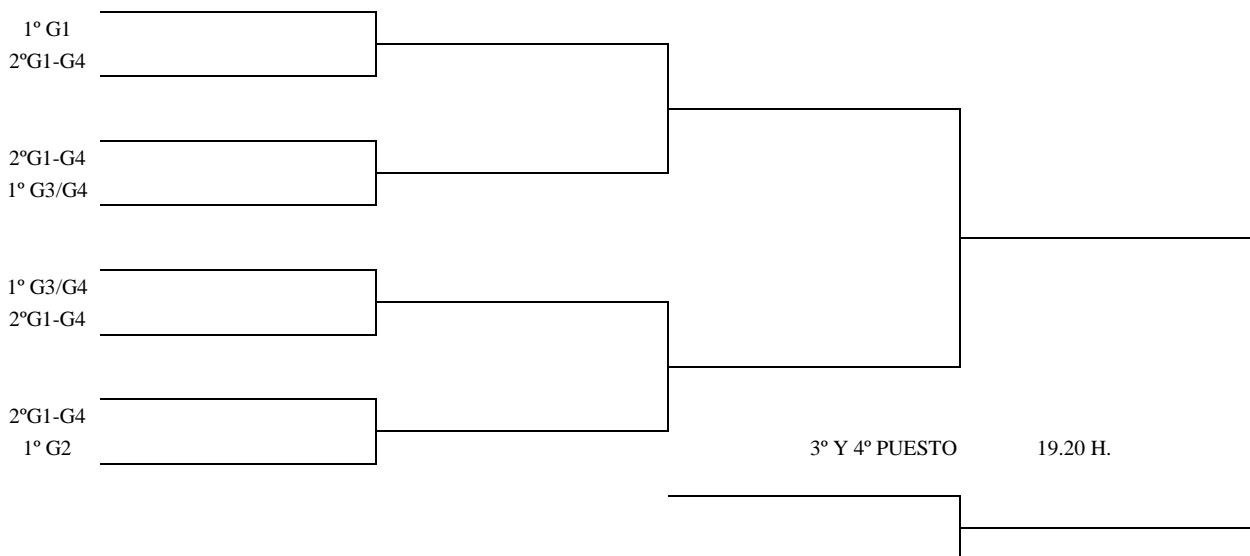 1º G1
2ºG1-G4
2ºG1-G4
1º G3/G4
1º G3/G4
2ºG1-G4
2ºG1-G4
1º G2
3º Y 4º PUESTO 19.20 H.